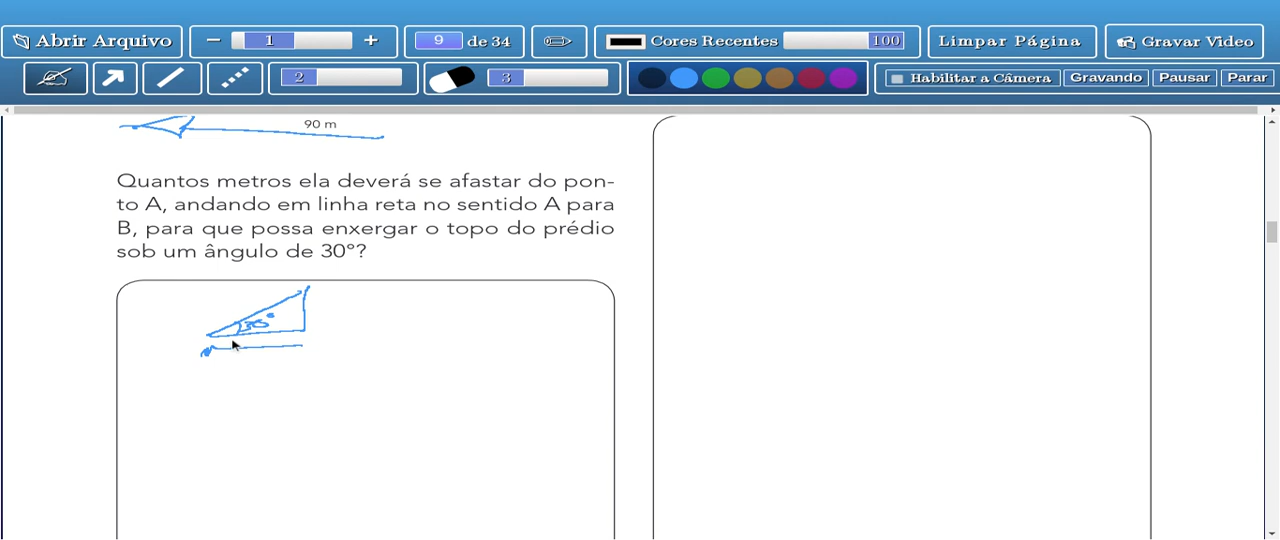 Abrir Arquivo
− 1 +
9 de 34
Cores Recentes 100
Limpar Página
Gravar Video
2
3
Habilitar a Câmera
Gravando
Pausar
Parar
90 m
Quantos metros ela deverá se afastar do pon-
to A, andando em linha reta no sentido A para
B, para que possa enxergar o topo do prédio
sob um ângulo de 30°?
30°